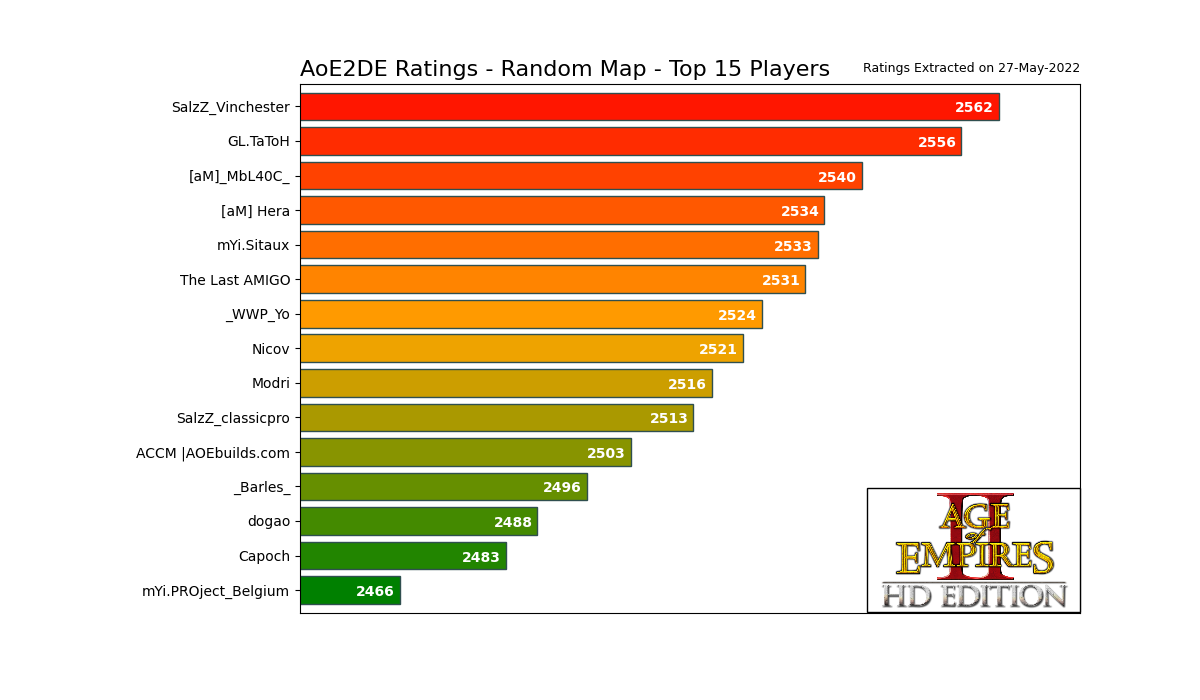 AoE2DE Ratings - Random Map - Top 15 Players
Ratings Extracted on 27-May-2022
SalzZ_Vinchester 2562
GL.TaToH 2556
[aM]_MbL40C_ 2540
[aM] Hera 2534
mYi.Sitaux 2533
The Last AMIGO 2531
_WWP_Yo 2524
Nicov 2521
Modri 2516
SalzZ_classicpro 2513
ACCM |AOEbuilds.com 2503
_Barles_ 2496
dogao 2488
Capoch 2483
mYi.PROject_Belgium 2466
II
AGE
of
EMPIRES
HD EDITION